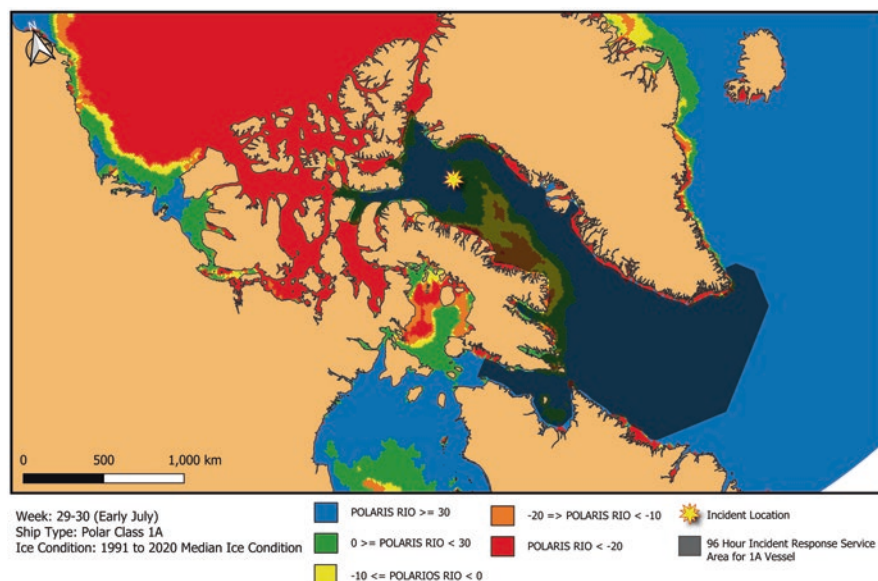 N
0 500 1,000 km
Week: 29-30 (Early July)
Ship Type: Polar Class 1A
Ice Condition: 1991 to 2020 Median Ice Condition
POLARIS RIO >= 30
0 >= POLARIS RIO < 30
-10 <= POLARIOS RIO < 0
-20 => POLARIS RIO < -10
POLARIS RIO < -20
Incident Location
96 Hour Incident Response Service
Area for 1A Vessel